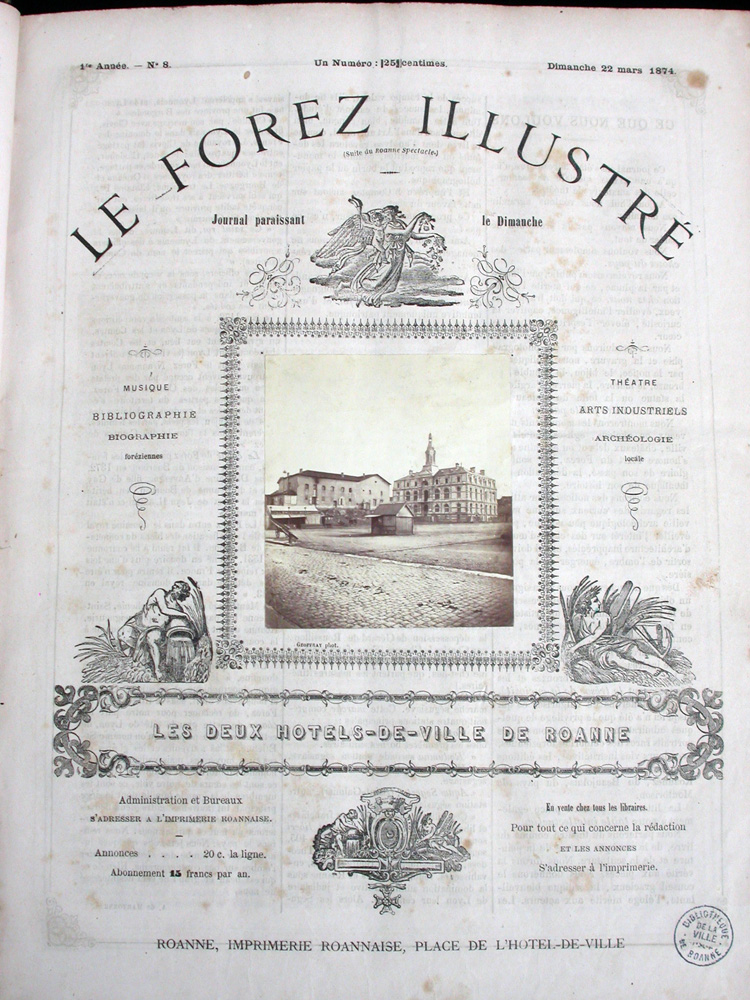 1re Année. — No 8.
Un Numéro : |25|centimes.
Dimanche 22 mars 1874.
LE FOREZ ILLUSTRÉ
(Suite du Roanne Spectacle.)
Journal paraissant
le Dimanche
MUSIQUE
BIBLIOGRAPHIE
BIOGRAPHIE
foréziennes
THÉATRE
ARTS INDUSTRIELS
ARCHÉOLOGIE
locale
phot.
LES DEUX HOTELS-DE-VILLE DE ROANNE
Administration et Bureaux
S'ADRESSER A L'IMPRIMERIE ROANNAISE.
Annonces . . . . 20 c. la ligne.
Abonnement 15 francs par an.
En vente chez tous les libraires.
Pour tout ce qui concerne la rédaction
ET LES ANNONCES
S'adresser à l'imprimerie.
BIBLIOTHÈQUE
DE LA
VILLE
DE ROANNE
ROANNE, IMPRIMERIE ROANNAISE, PLACE DE L'HOTEL-DE-VILLE